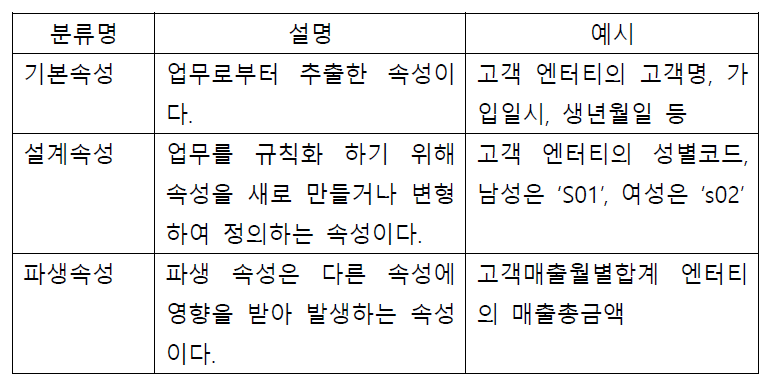 분류명 설명 예시
기본속성 업무로부터 추출한 속성이 고객 엔터티의 고객명, 가
다. 입일시, 생년월일 등
설계속성 업무를 규칙화 하기 위해 고객 엔터티의 성별코드,
속성을 새로 만들거나 변형 남성은 ‘S01’, 여성은 ‘s02’
하여 정의하는 속성이다.
파생속성 파생 속성은 다른 속성에 고객매출월별합계 엔터티
영향을 받아 발생하는 속성 의 매출총금액
이다.